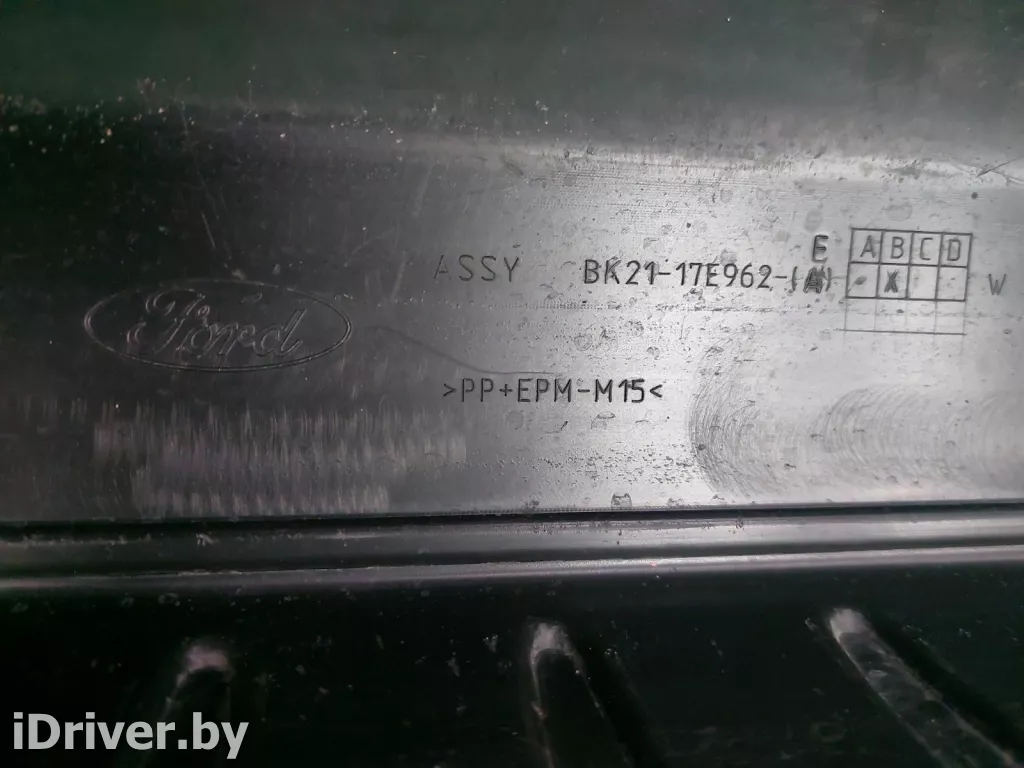 E A B C D
ASSY BK21-17E962- X W
Ford
>PP+EPM-M15<
iDriver.by